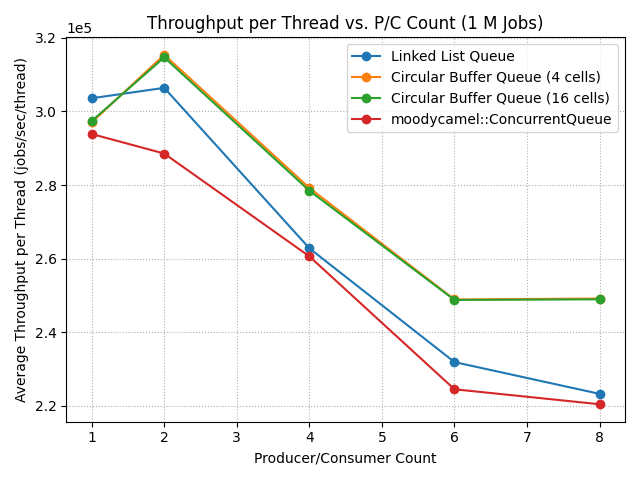 Throughput per Thread vs. P/C Count (1 M Jobs)
1e5
3.2
3.0
2.8
2.6
2.4
2.2
Average Throughput per Thread (jobs/sec/thread)
Linked List Queue
Circular Buffer Queue (4 cells)
Circular Buffer Queue (16 cells)
moodycamel::ConcurrentQueue
1 2 3 4 5 6 7 8
Producer/Consumer Count